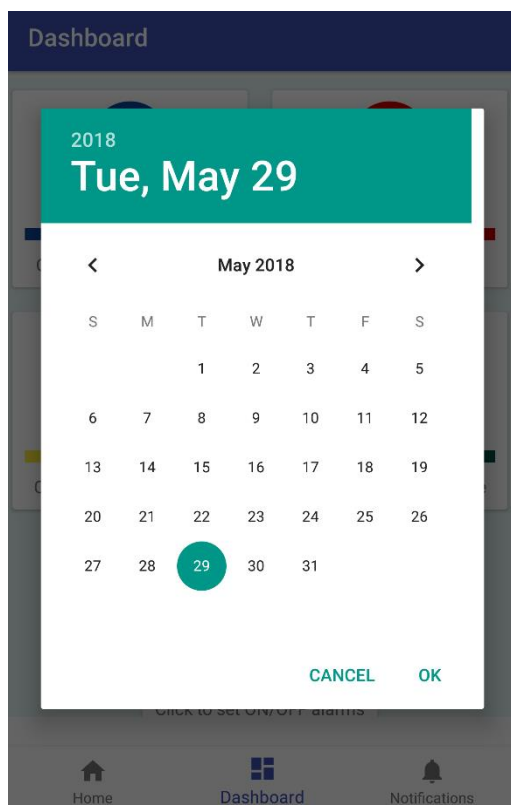 Dashboard
2018
Tue, May 29
May 2018
S M T W T F S
1 2 3 4 5
6 7 8 9 10 11 12
13 14 15 16 17 18 19
20 21 22 23 24 25 26
27 28 29 30 31
CANCEL OK
Click to set ON/OFF alarms
Home Dashboard Notifications